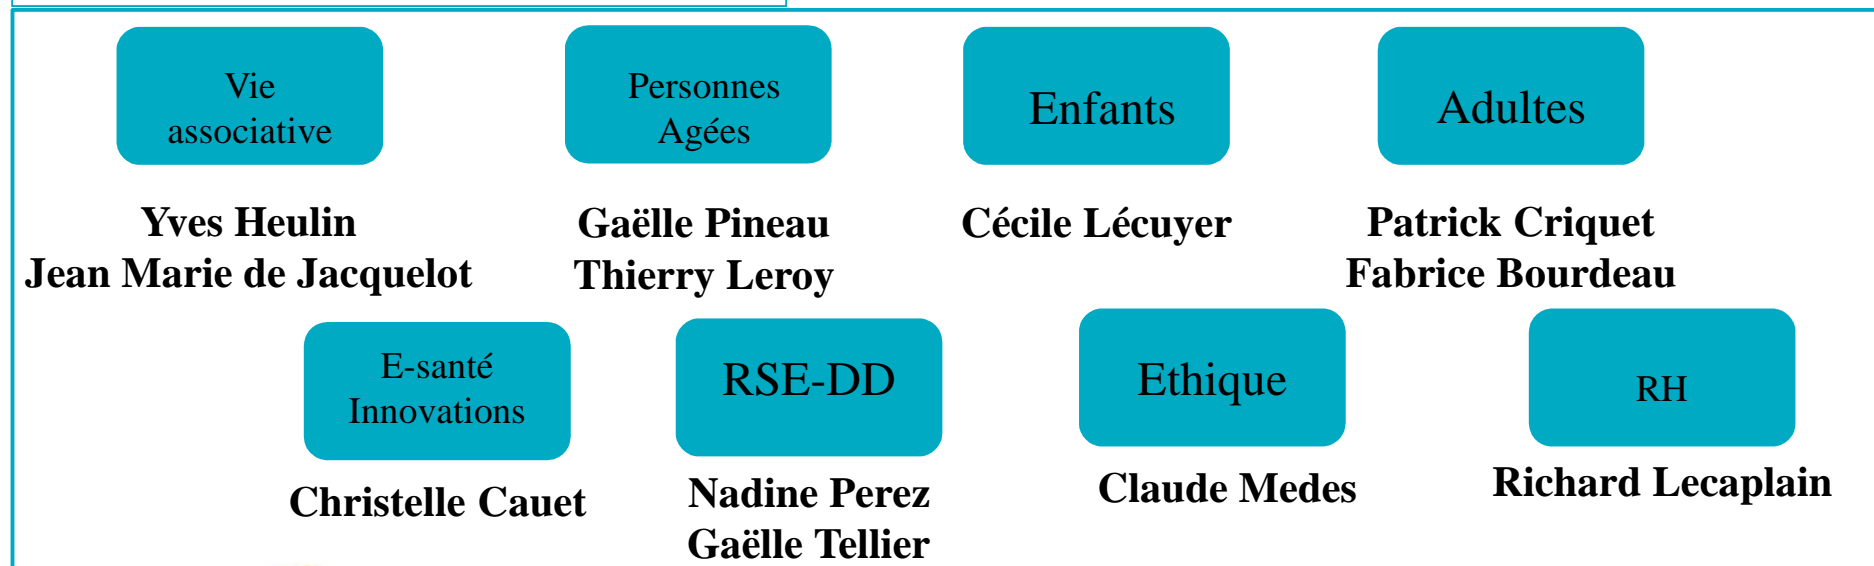 Vie
associative
Yves Heulin
Jean Marie de Jacquelot
Personnes
Agées
Gaëlle Pineau
Thierry Leroy
Enfants
Cécile Lécuyer
Adultes
Patrick Criquet
Fabrice Bourdeau
E-santé
Innovations
Christelle Cauet
RSE-DD
Nadine Perez
Gaëlle Tellier
Ethique
Claude Medes
RH
Richard Lecaplain